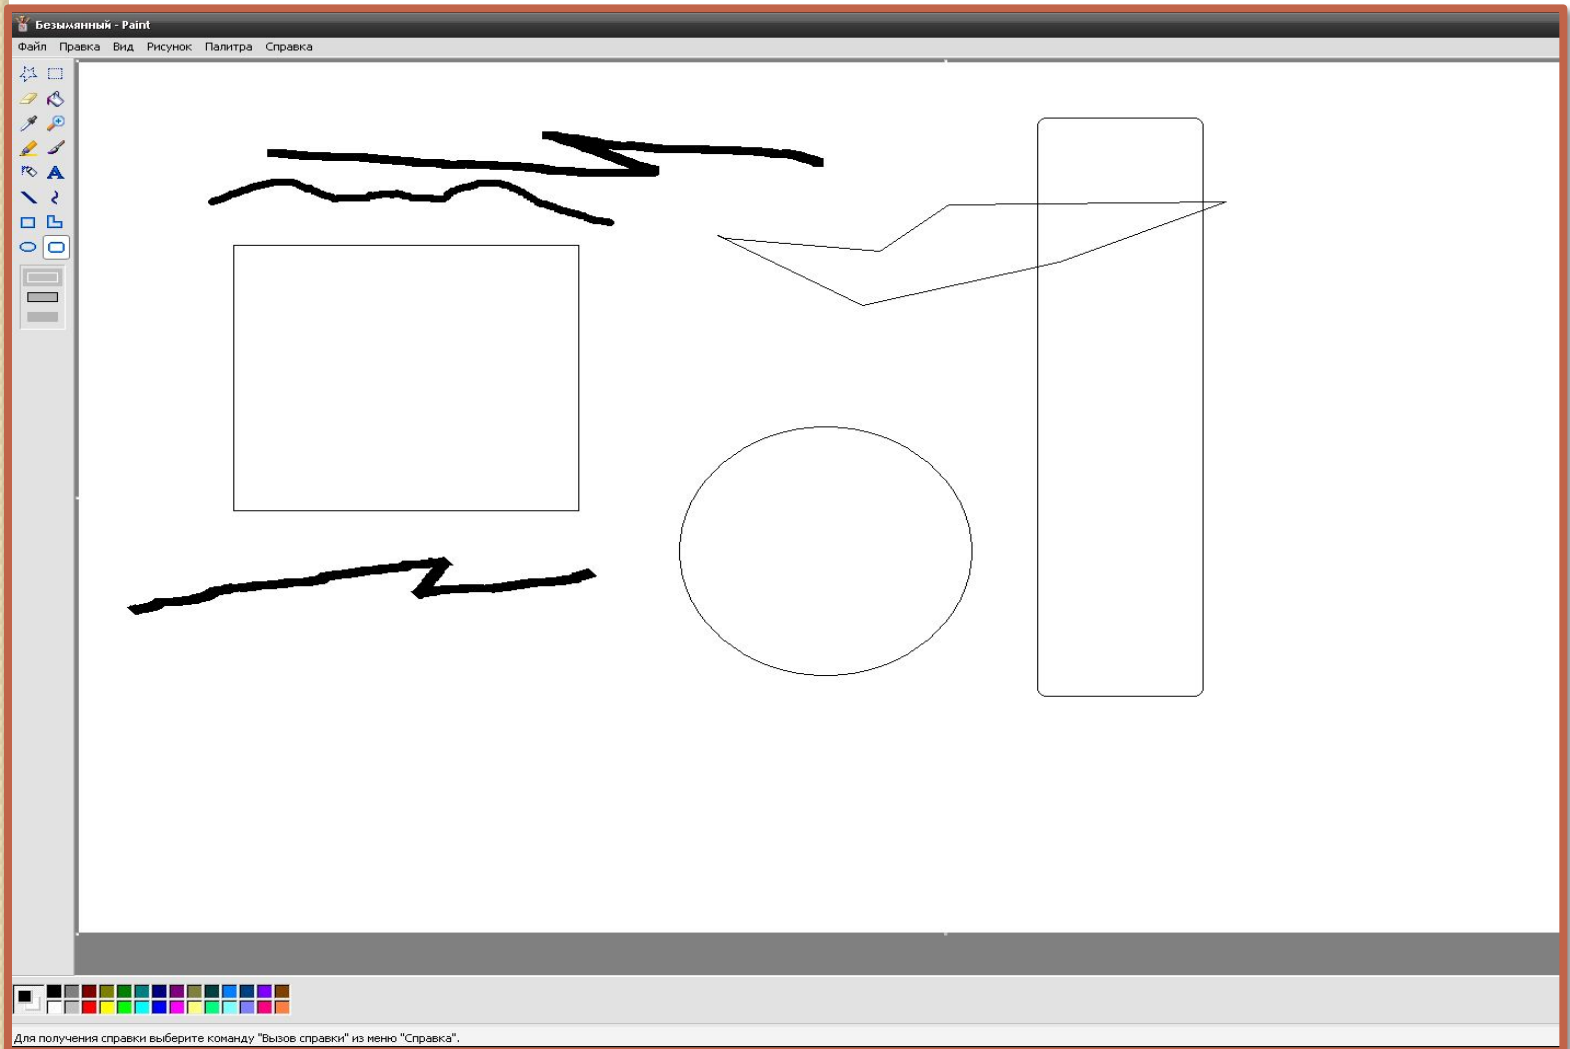 Безымянный - Paint
Файл Правка Вид Рисунок Палитра Справка
A
Для получения справки выберите команду "Вызов справки" из меню "Справка".